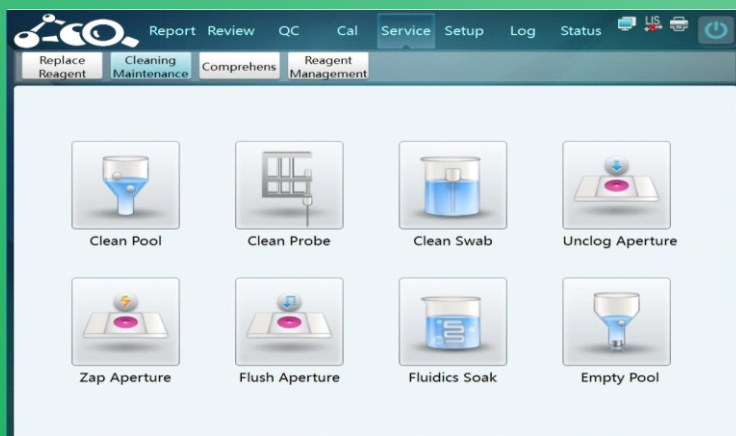 Report Review QC Cal Service Setup Log Status LIS
Replace Reagent
Cleaning Maintenance
Comprehens
Reagent Management
Clean Pool
Clean Probe
Clean Swab
Unclog Aperture
Zap Aperture
Flush Aperture
Fluidics Soak
Empty Pool